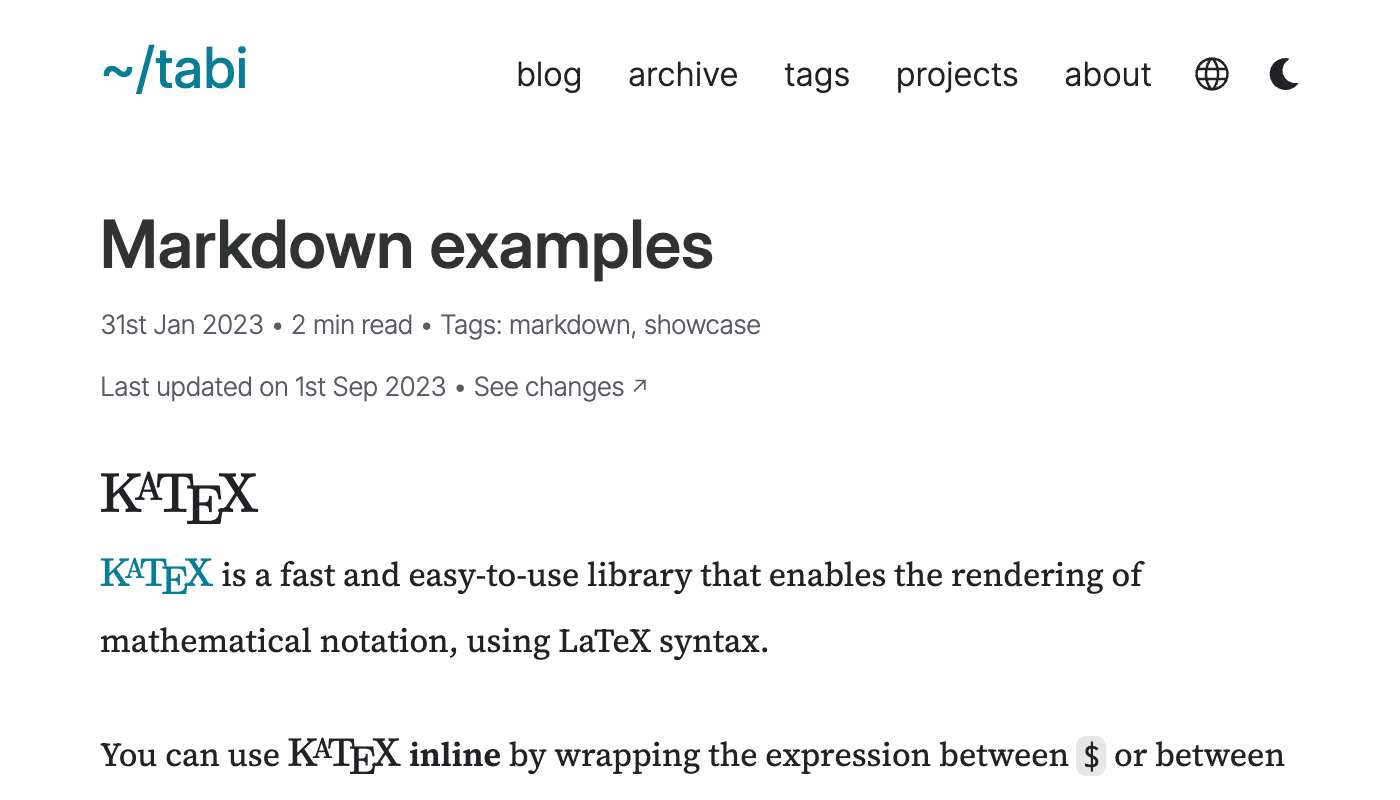 ~/tabi
blog archive tags projects about
Markdown examples
31st Jan 2023 • 2 min read • Tags: markdown, showcase
Last updated on 1st Sep 2023 • See changes ↗
KATEX
KATEX is a fast and easy-to-use library that enables the rendering of
mathematical notation, using LaTeX syntax.
You can use KATEX inline by wrapping the expression between $ or between